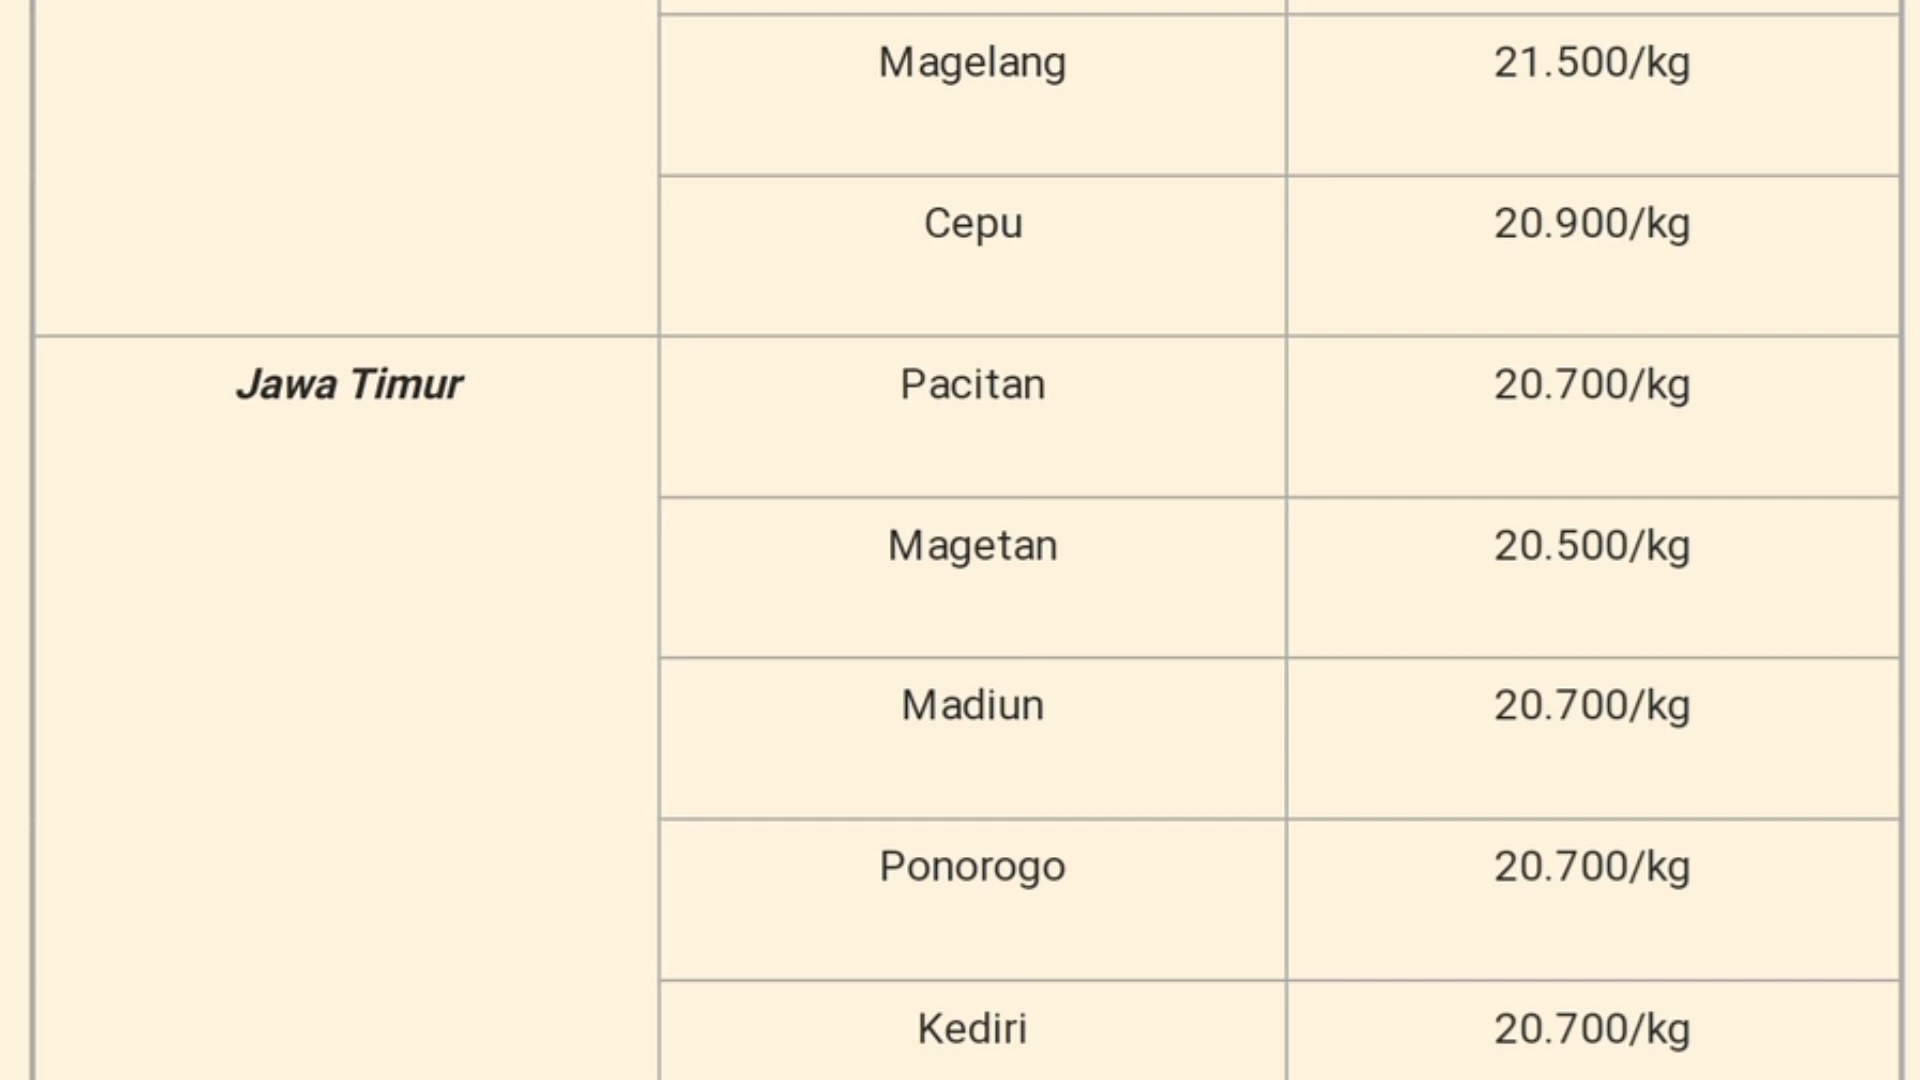 Magelang 21.500/kg
Cepu 20.900/kg
Jawa Timur Pacitan 20.700/kg
Magetan 20.500/kg
Madiun 20.700/kg
Ponorogo 20.700/kg
Kediri 20.700/kg